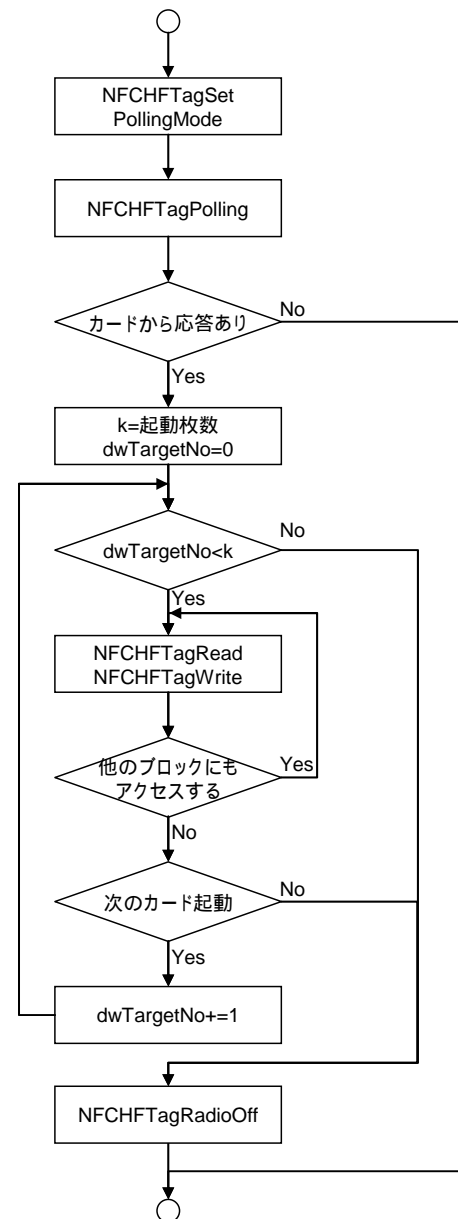 NFCHFTagSet
PollingMode
NFCHFTagPolling
カードから応答あり
No
Yes
k=起動枚数
dwTargetNo=0
dwTargetNo<k
No
Yes
NFCHFTagRead
NFCHFTagWrite
他のブロックにも
アクセスする
Yes
No
次のカード起動
No
Yes
dwTargetNo+=1
NFCHFTagRadioOff